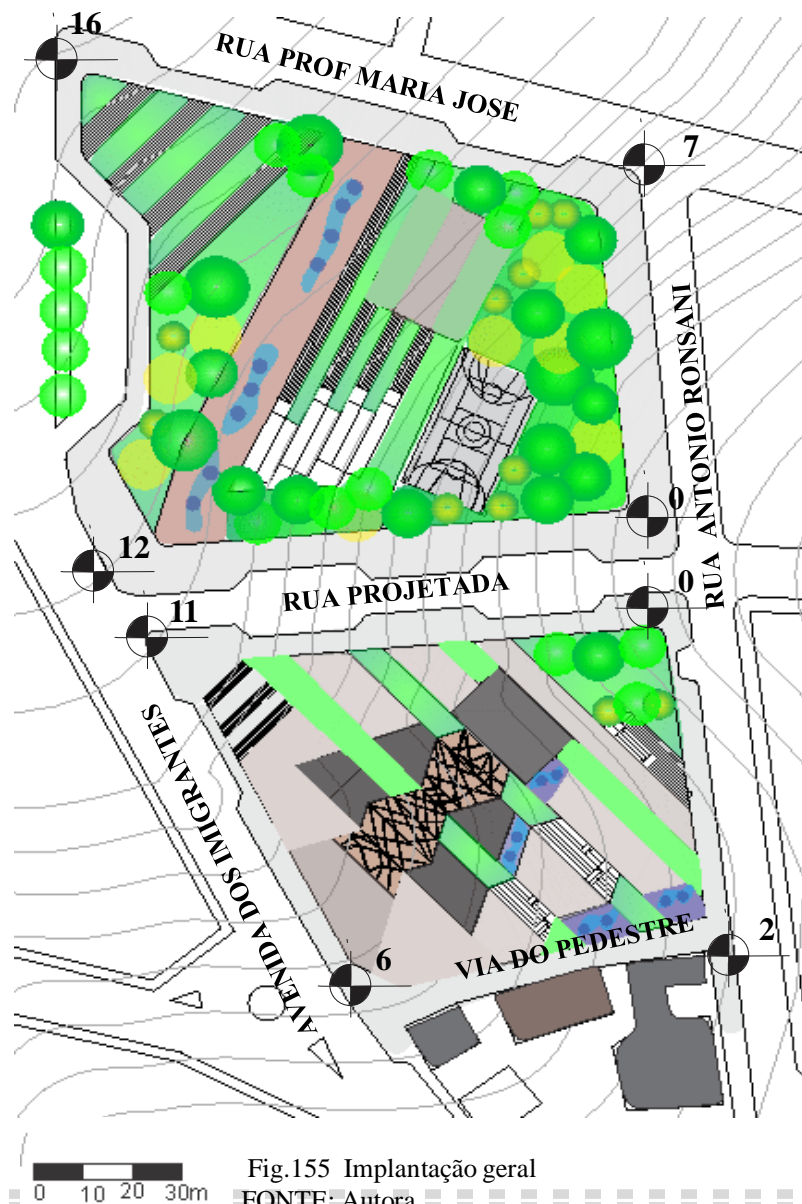 16
RUA PROF MARIA JOSE
7
RUA ANTONIO RONSANI
0
12
0
RUA PROJETADA
11
AVENIDA DOS IMIGRANTES
6
VIA DO PEDESTRE
2
0 10 20 30m
Fig.155 Implantação geral
FONTE: Autora